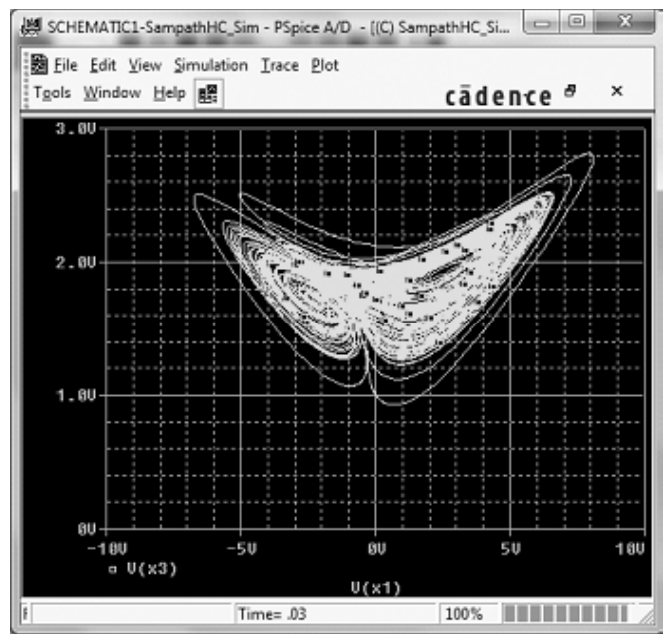 SCHEMATIC1-SampathHC_Sim - PSpice A/D - [(C) SampathHC_Si...
File Edit View Simulation Trace Plot
Tools Window Help
cādence
3.0V
2.0V
1.0V
0V
-10V -5V 0V 5V 10V
V(x3)
V(x1)
Time= .03 100%